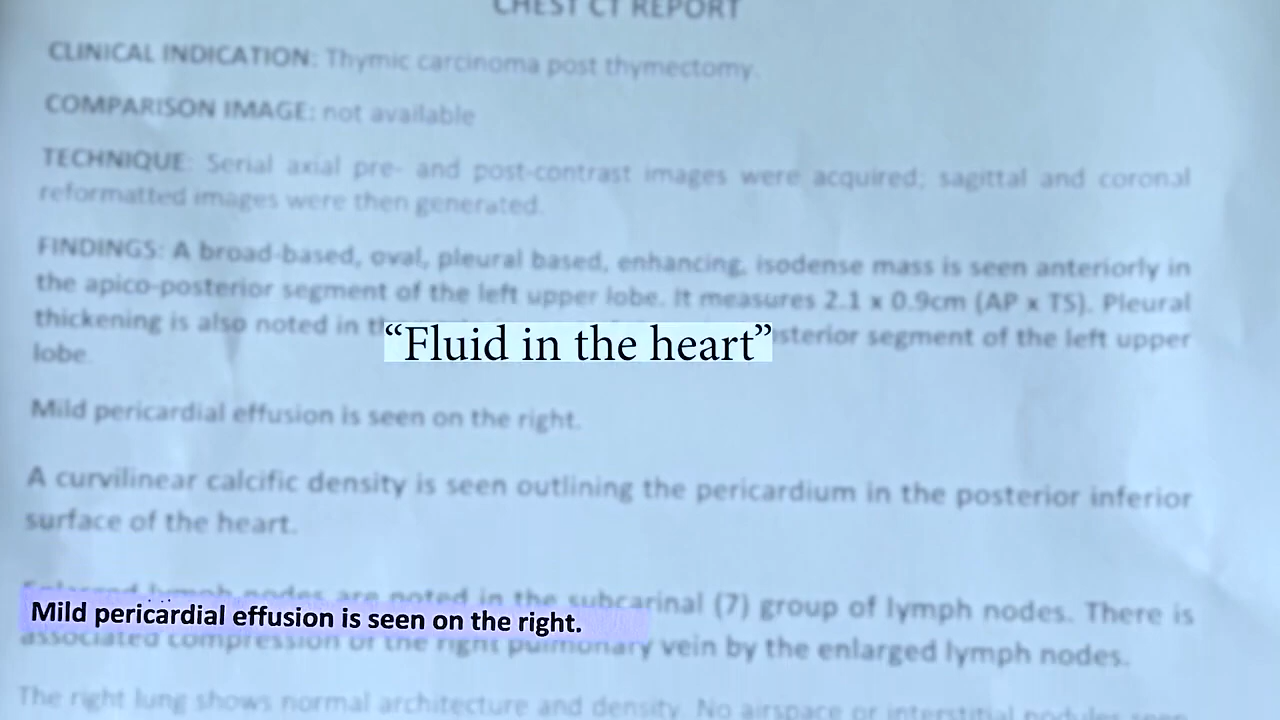 CHEST CT REPORT
CLINICAL INDICATION: Thymic carcinoma post thymectomy.
COMPARISON IMAGE: not available
TECHNIQUE: Serial axial pre- and post-contrast images were acquired; sagittal and coronal
reformatted images were then generated.
FINDINGS: A broad-based, oval, pleural based, enhancing, isodense mass is seen anteriorly in
the apico-posterior segment of the left upper lobe. It measures 2.1 x 0.9cm (AP x TS). Pleural
thickening is also noted in segment of the left upper
“Fluid in the heart”
lobe.
Mild pericardial effusion is seen on the right.
A curvilinear calcific density is seen outlining the pericardium in the posterior inferior
surface of the heart.
Enlarged lymph nodes are noted in the subcarinal (7) group of lymph nodes. There is
Mild pericardial effusion is seen on the right.
associated compression of the right pulmonary vein by the enlarged lymph nodes.
The right lung shows normal architecture and density. No airspace or interstitial nodules seen